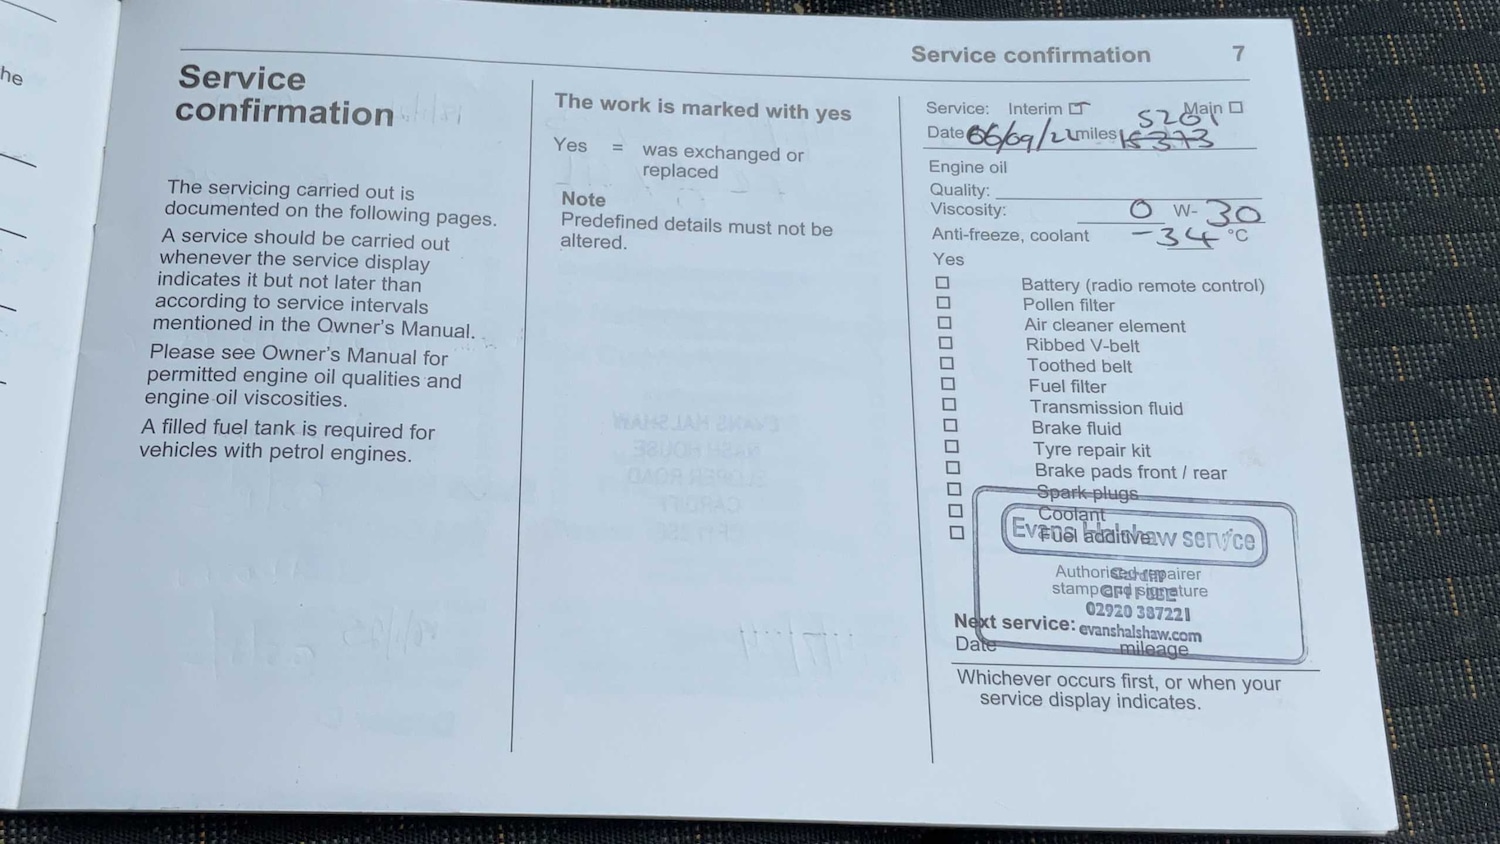 he
Service confirmation 7
Service
confirmation
The servicing carried out is
documented on the following pages.
A service should be carried out
whenever the service display
indicates it but not later than
according to service intervals
mentioned in the Owner's Manual.
Please see Owner's Manual for
permitted engine oil qualities and
engine oil viscosities.
A filled fuel tank is required for
vehicles with petrol engines.
The work is marked with yes
Yes = was exchanged or
replaced
Note
Predefined details must not be
altered.
Service: Interim Main
5201
Date 06/09/22 miles 15373
Engine oil
Quality:
Viscosity: 0 W- 30
Anti-freeze, coolant -34 °C
Yes
Battery (radio remote control)
Pollen filter
Air cleaner element
Ribbed V-belt
Toothed belt
Fuel filter
Transmission fluid
Brake fluid
Tyre repair kit
Brake pads front / rear
Spark plugs
Coolant
Fuel additive
Evans Halshaw service
Authorised repairer
stamp and signature
02920 387221
evanshalshaw.com
Next service:
Date mileage
Whichever occurs first, or when your
service display indicates.